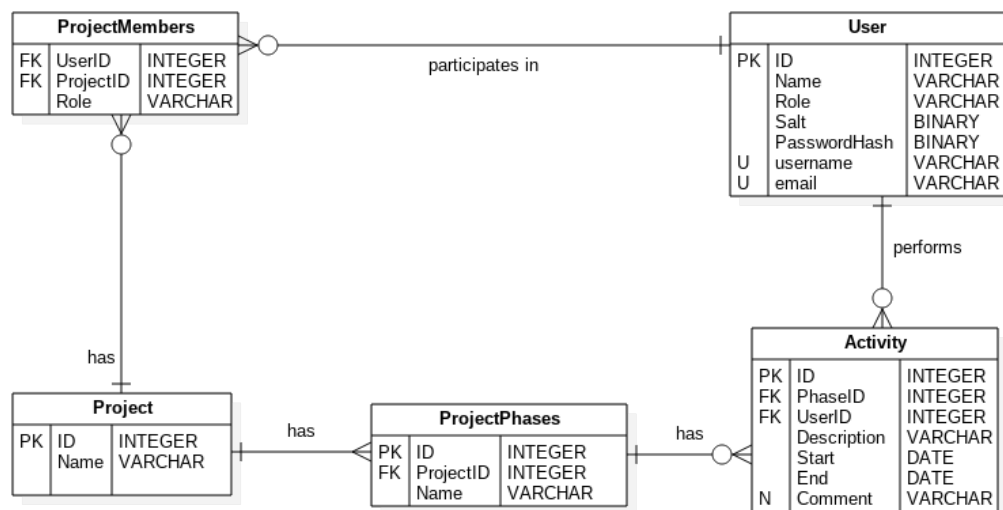 ProjectMembers
FK UserID INTEGER
FK ProjectID INTEGER
Role VARCHAR
participates in
User
PK ID INTEGER
Name VARCHAR
Role VARCHAR
Salt BINARY
PasswordHash BINARY
U username VARCHAR
U email VARCHAR
performs
has
Project
PK ID INTEGER
Name VARCHAR
has
ProjectPhases
PK ID INTEGER
FK ProjectID INTEGER
Name VARCHAR
has
Activity
PK ID INTEGER
FK PhaseID INTEGER
FK UserID INTEGER
Description VARCHAR
Start DATE
End DATE
N Comment VARCHAR